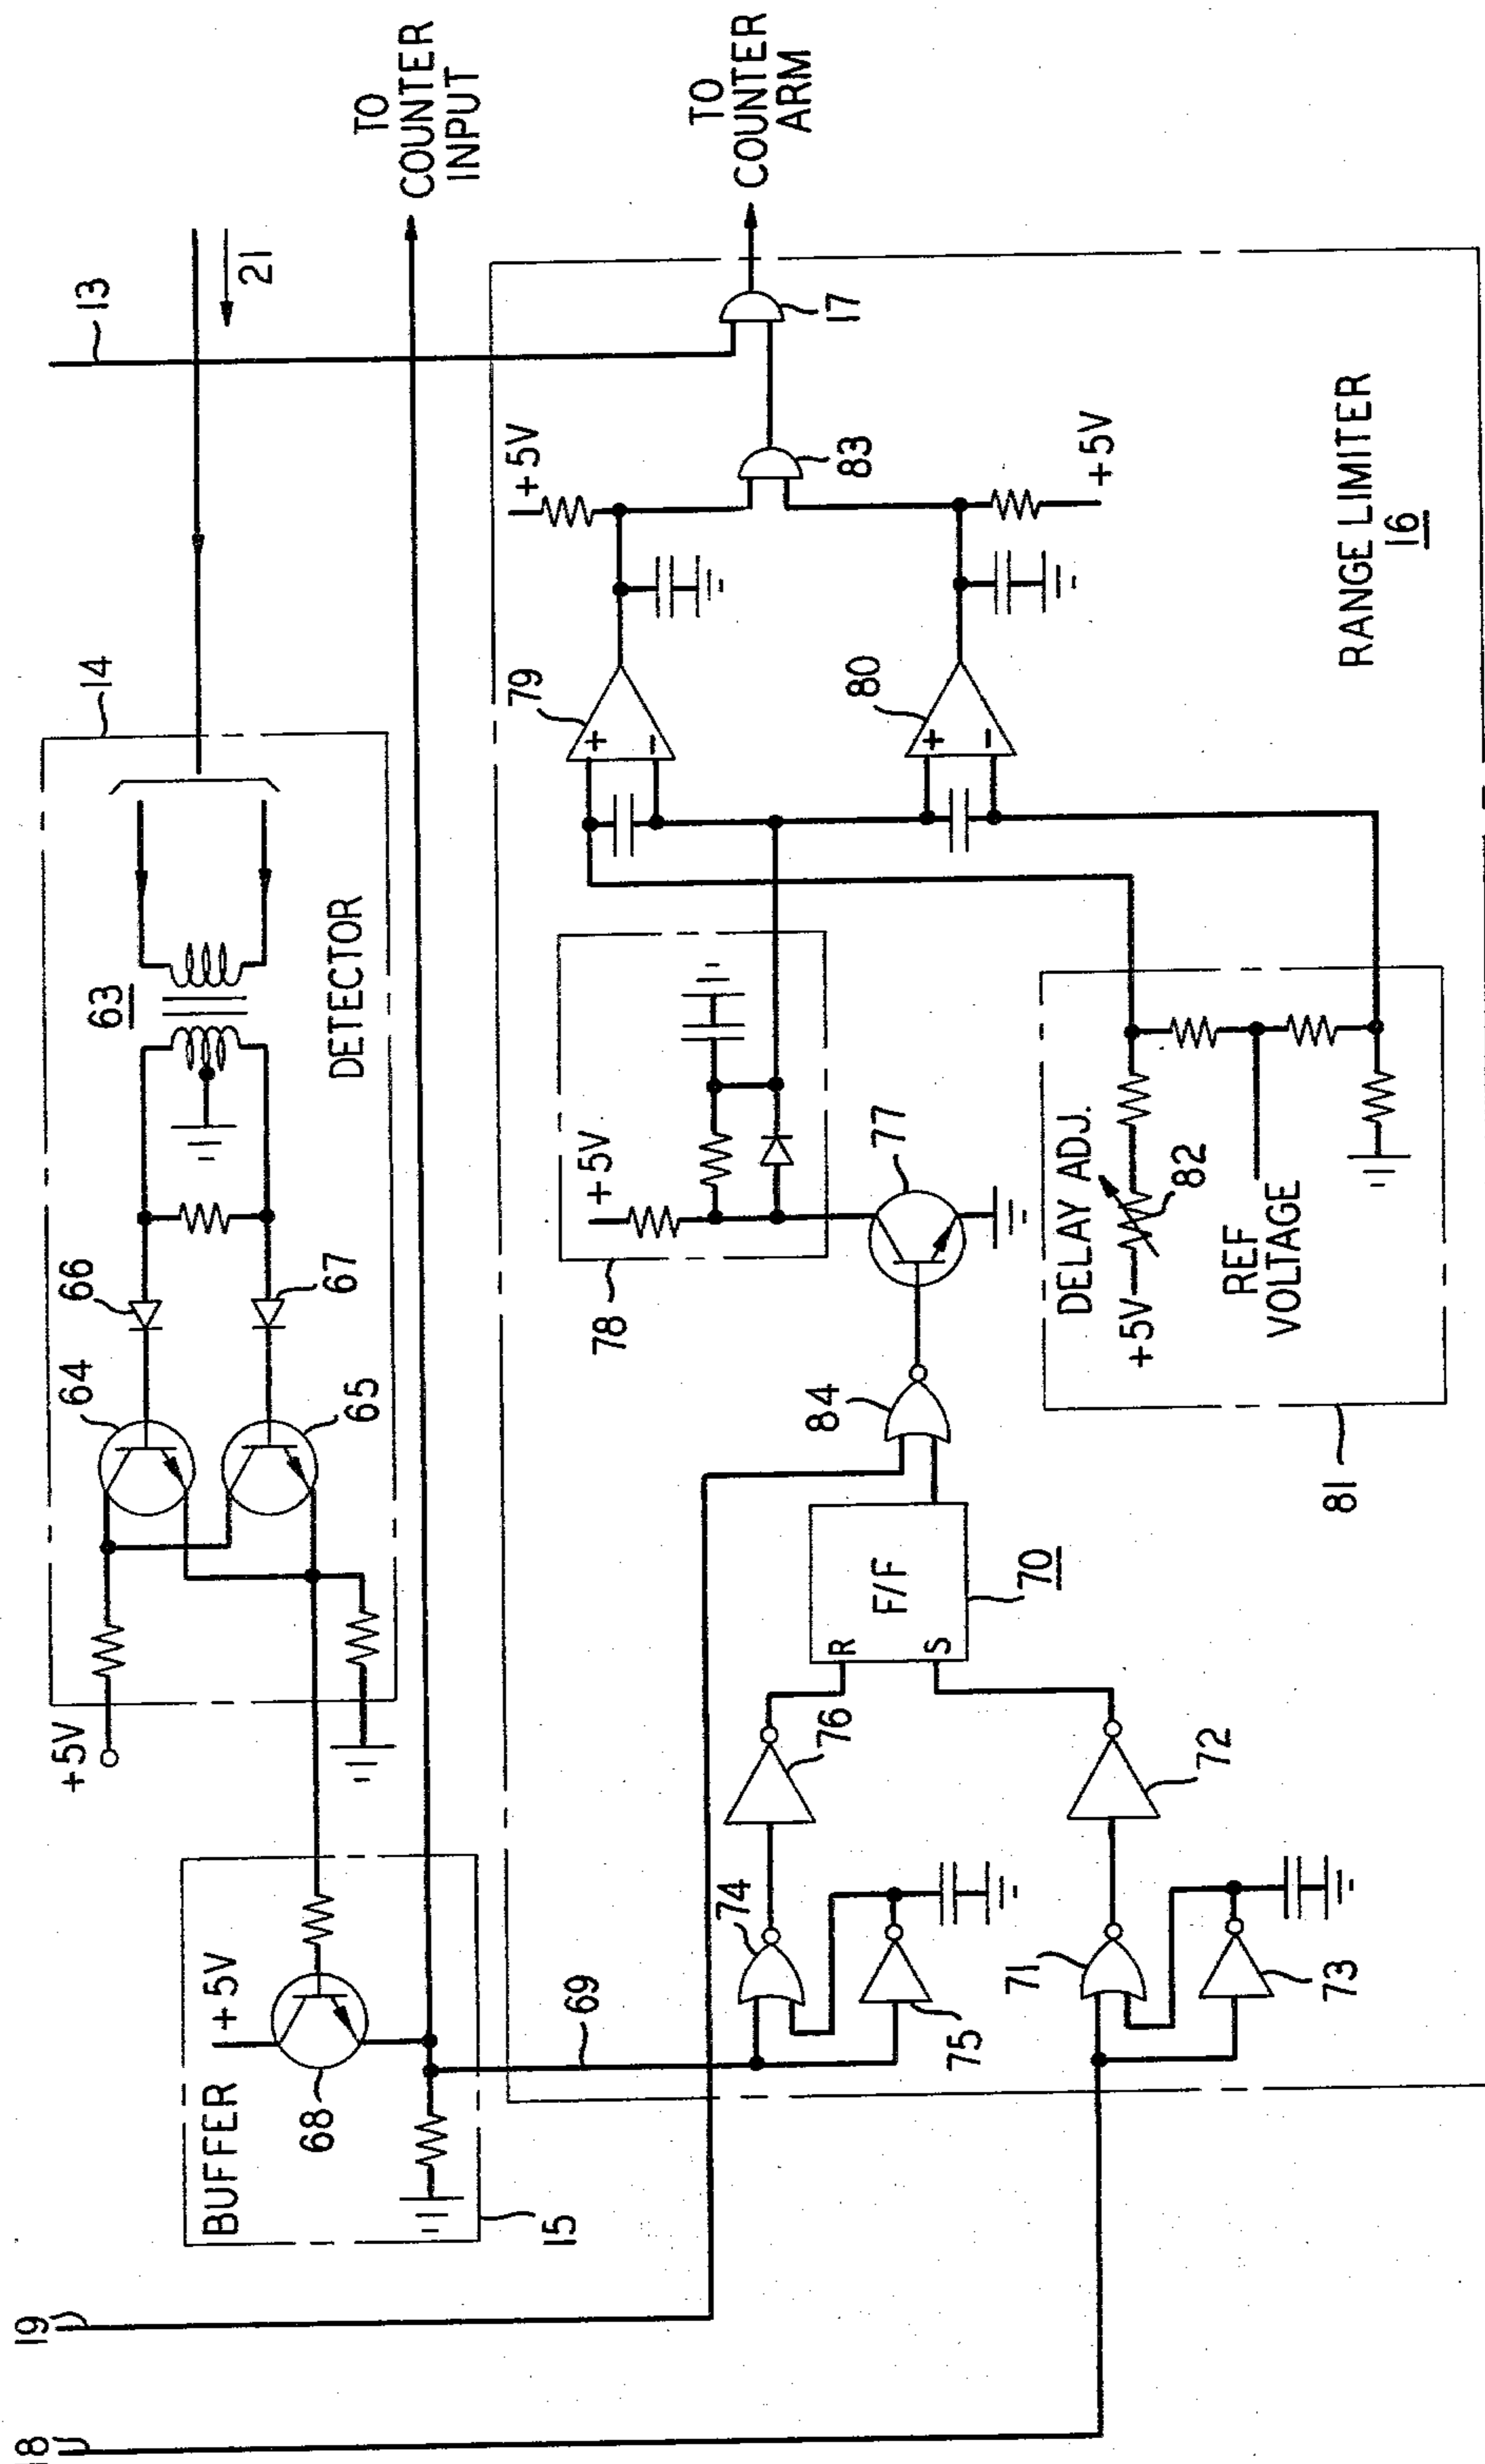 13
21
TO
COUNTER
INPUT
14
63
DETECTOR
66
67
64
65
+5V
BUFFER
+5V
68
15
19
18
TO
COUNTER
ARM
17
+5V
83
+5V
79
+
-
80
+
-
RANGE LIMITER
16
+5V
78
77
84
DELAY ADJ.
+5V
82
REF
VOLTAGE
81
F/F
R
S
70
76
72
74
75
69
71
73